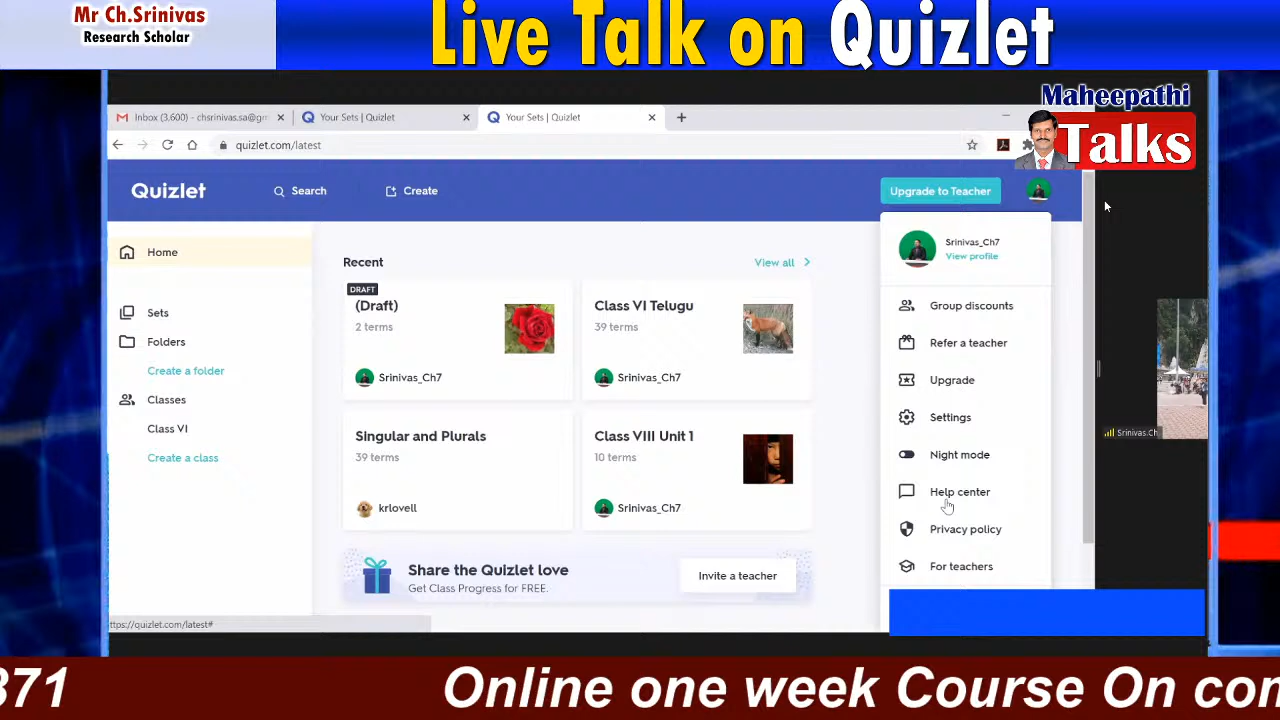 Mr Ch.Srinivas
Research Scholar
Live Talk on Quizlet
Maheepathi
Talks
Inbox (3,600) - chsrinivas.sa@gm
Your Sets | Quizlet
Your Sets | Quizlet
quizlet.com/latest
Quizlet
Search
Create
Upgrade to Teacher
Home
Sets
Folders
Create a folder
Classes
Class VI
Create a class
Recent
View all
DRAFT
(Draft)
2 terms
Srinivas_Ch7
Class VI Telugu
39 terms
Srinivas_Ch7
Singular and Plurals
39 terms
krlovell
Class VIII Unit 1
10 terms
Srinivas_Ch7
Share the Quizlet love
Get Class Progress for FREE.
Invite a teacher
Srinivas_Ch7
View profile
Group discounts
Refer a teacher
Upgrade
Settings
Night mode
Help center
Privacy policy
For teachers
Srinivas.Ch
ttps://quizlet.com/latest#
371
Online one week Course On con